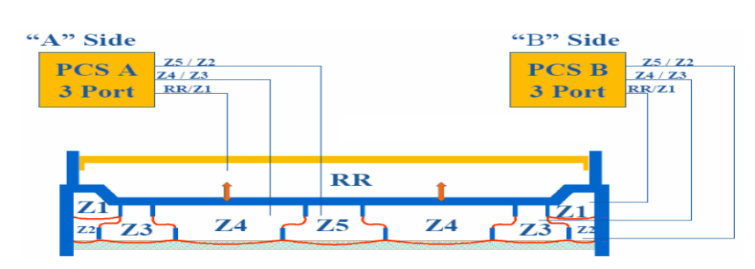 “A” Side
“B” Side
PCS A
3 Port
Z5 / Z2
Z4 / Z3
RR/Z1
PCS B
3 Port
Z5 / Z2
Z4 / Z3
RR/Z1
RR
Z1
Z1
Z2
Z3
Z4
Z5
Z4
Z3
Z2